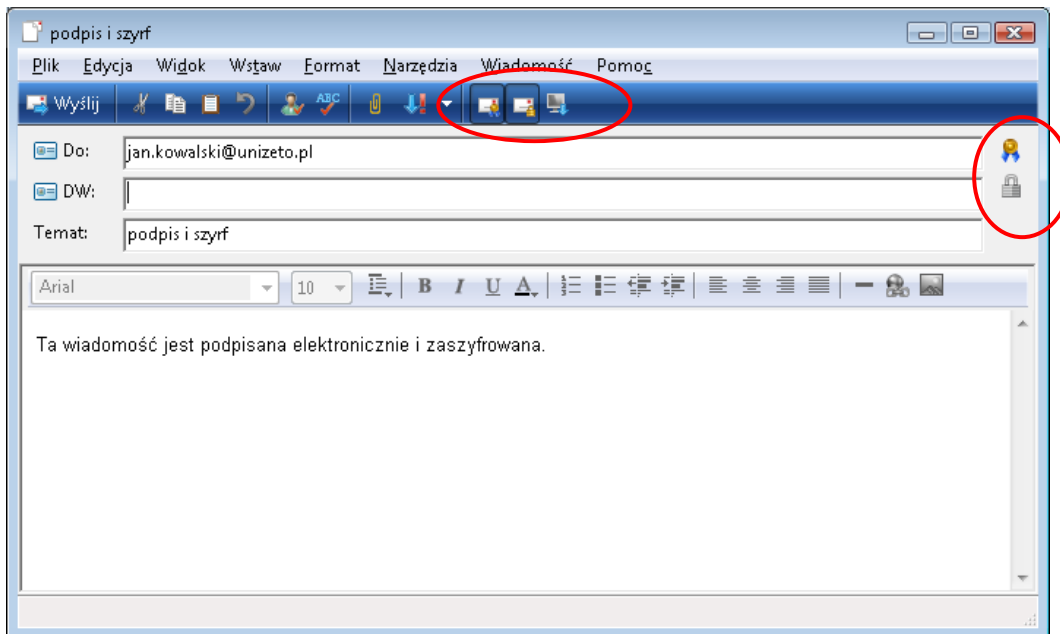 podpis i szyrf
Plik Edycja Widok Wstaw Format Narzędzia Wiadomość Pomoc
Wyślij ABC
Do: jan.kowalski@unizeto.pl
DW:
Temat: podpis i szyrf
Arial 10 B I U A
Ta wiadomość jest podpisana elektronicznie i zaszyfrowana.